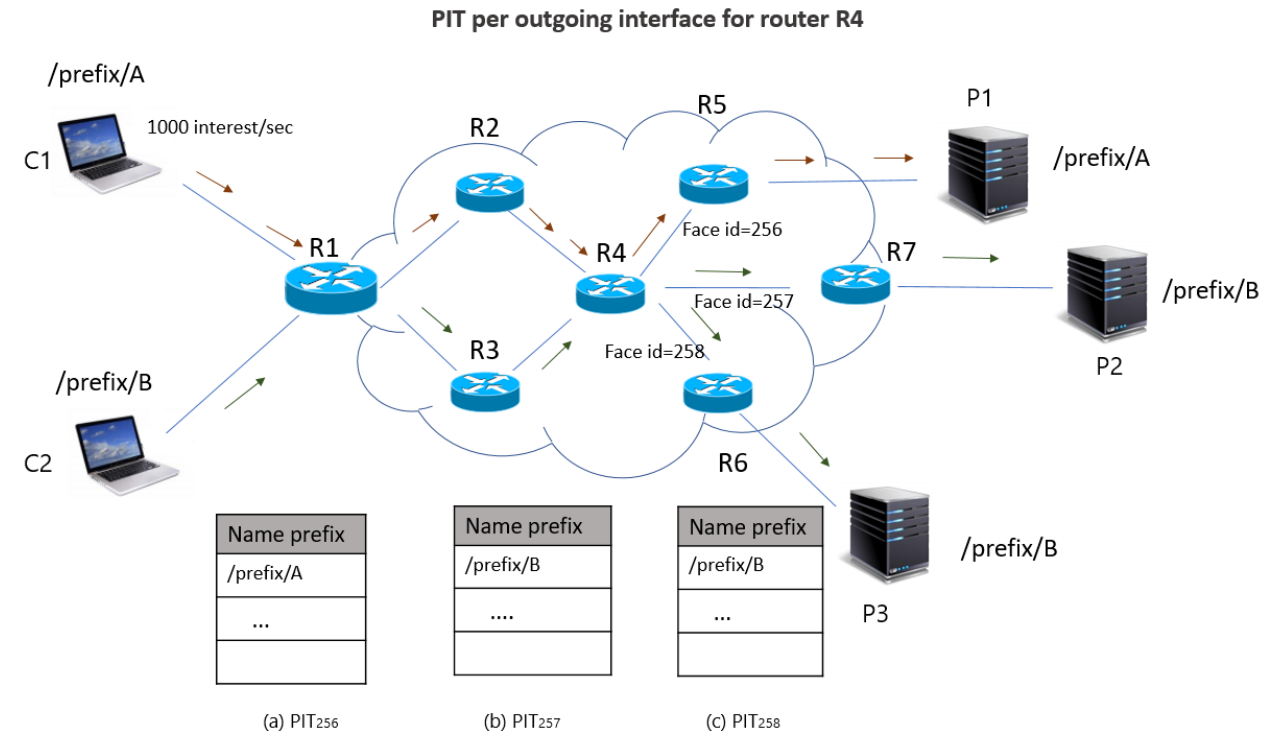 PIT per outgoing interface for router R4
/prefix/A
1000 interest/sec
C1
R1
R2
R3
R4
R5
Face id=256
Face id=257
Face id=258
R7
R6
P1
/prefix/A
/prefix/B
P2
/prefix/B
C2
/prefix/B
P3
Name prefix
/prefix/A
...
(a) PIT256
Name prefix
/prefix/B
....
(b) PIT257
Name prefix
/prefix/B
...
(c) PIT258